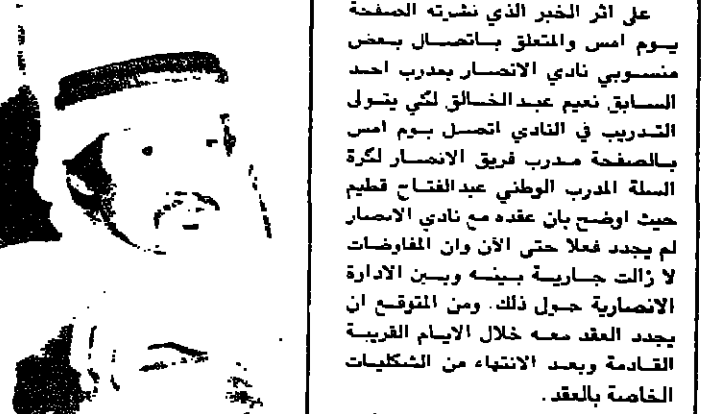 على اثر الخبر الذي نشرته الصفحة
يوم امس والمتعلق باتصال بعض
منسوبي نادي الانصار بمدرب احد
السابق نعيم عبدالخالق لكي يتولى
التدريب في النادي اتصل يوم امس
بالصفحة مدرب فريق الانصار لكرة
السلة المدرب الوطني عبدالفتاح قطيم
حيث اوضح بان عقده مع نادي الانصار
لم يجدد فعلا حتى الآن وان المفاوضات
لا زالت جارية بينه وبين الادارة
الانصارية حول ذلك. ومن المتوقع ان
يجدد العقد معه خلال الايام القريبة
القادمة وبعد الانتهاء من الشكليات
الخاصة بالعقد.